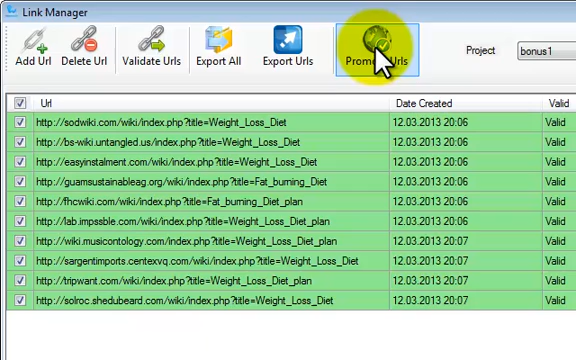 Link Manager
Add Url Delete Url Validate Urls Export All Export Urls Promote Urls Project bonus1
Url Date Created Valid
http://sodwiki.com/wiki/index.php?title=Weight_Loss_Diet 12.03.2013 20:06 Valid
http://bs-wiki.untangled.us/index.php?title=Weight_Loss_Diet 12.03.2013 20:06 Valid
http://easyinstalment.com/wiki/index.php?title=Weight_Loss_Diet 12.03.2013 20:06 Valid
http://guamsustainableag.org/wiki/index.php?title=Fat_burning_Diet 12.03.2013 20:06 Valid
http://fhcwiki.com/wiki/index.php?title=Fat_burning_Diet_plan 12.03.2013 20:06 Valid
http://lab.impssble.com/wiki/index.php?title=Weight_Loss_Diet_plan 12.03.2013 20:06 Valid
http://wiki.musicontology.com/index.php?title=Weight_Loss_Diet_plan 12.03.2013 20:07 Valid
http://sargentimports.centexvq.com/wiki/index.php?title=Weight_Loss_Diet 12.03.2013 20:07 Valid
http://tripwant.com/wiki/index.php?title=Weight_Loss_Diet_plan 12.03.2013 20:07 Valid
http://solroc.shedubeard.com/wiki/index.php?title=Weight_Loss_Diet 12.03.2013 20:07 Valid